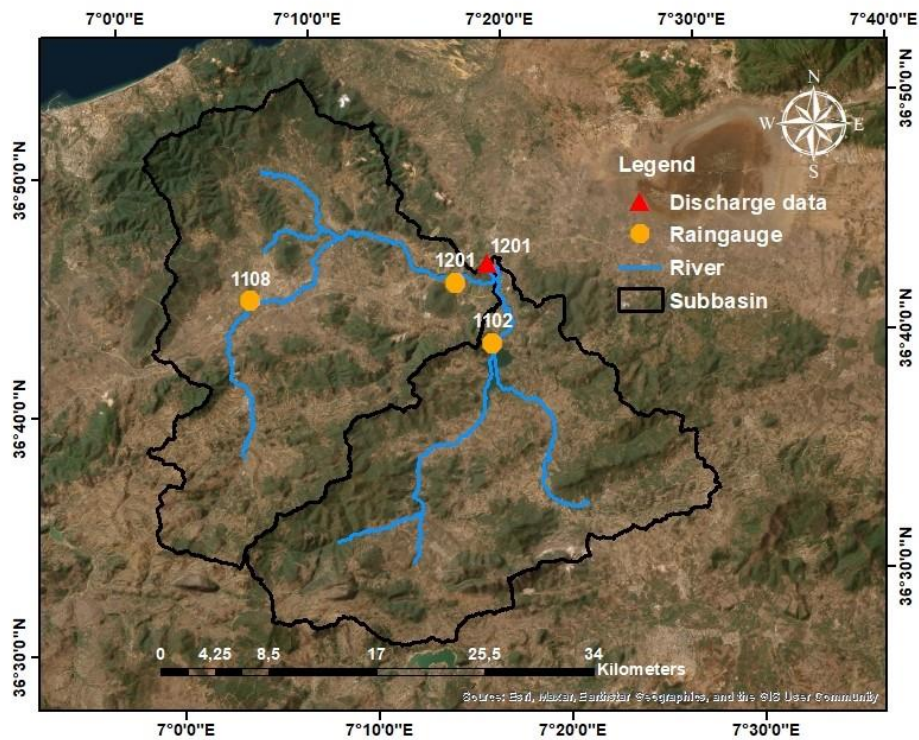 7°0'0"E 7°10'0"E 7°20'0"E 7°30'0"E 7°40'0"E
N
W E
S
36°50'0"N
36°50'0"N
Legend
Discharge data
Raingauge
River
Subbasin
1201
1201
1108
1102
36°40'0"N
36°40'0"N
36°30'0"N
36°30'0"N
0 4,25 8,5 17 25,5 34
Kilometers
Source: Esri, Maxar, Earthstar Geographics, and the GIS User Community
7°0'0"E 7°10'0"E 7°20'0"E 7°30'0"E